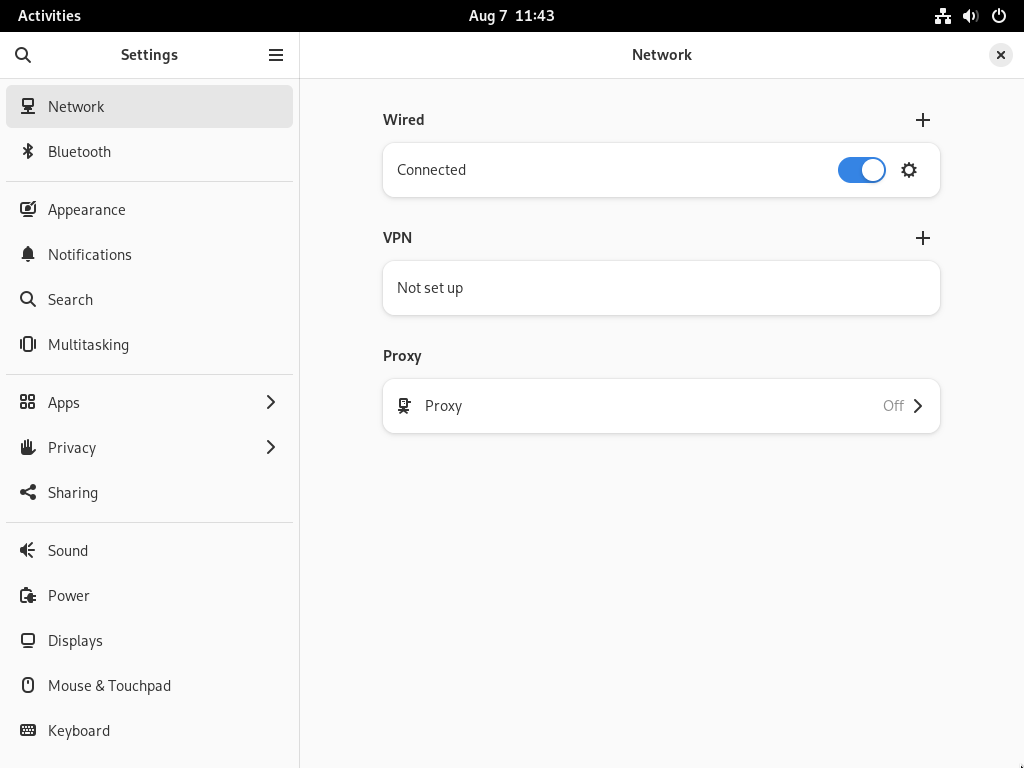 Activities
Aug 7 11:43
Settings
Network
Network
Bluetooth
Appearance
Notifications
Search
Multitasking
Apps
Privacy
Sharing
Sound
Power
Displays
Mouse & Touchpad
Keyboard
Wired
Connected
VPN
Not set up
Proxy
Proxy Off